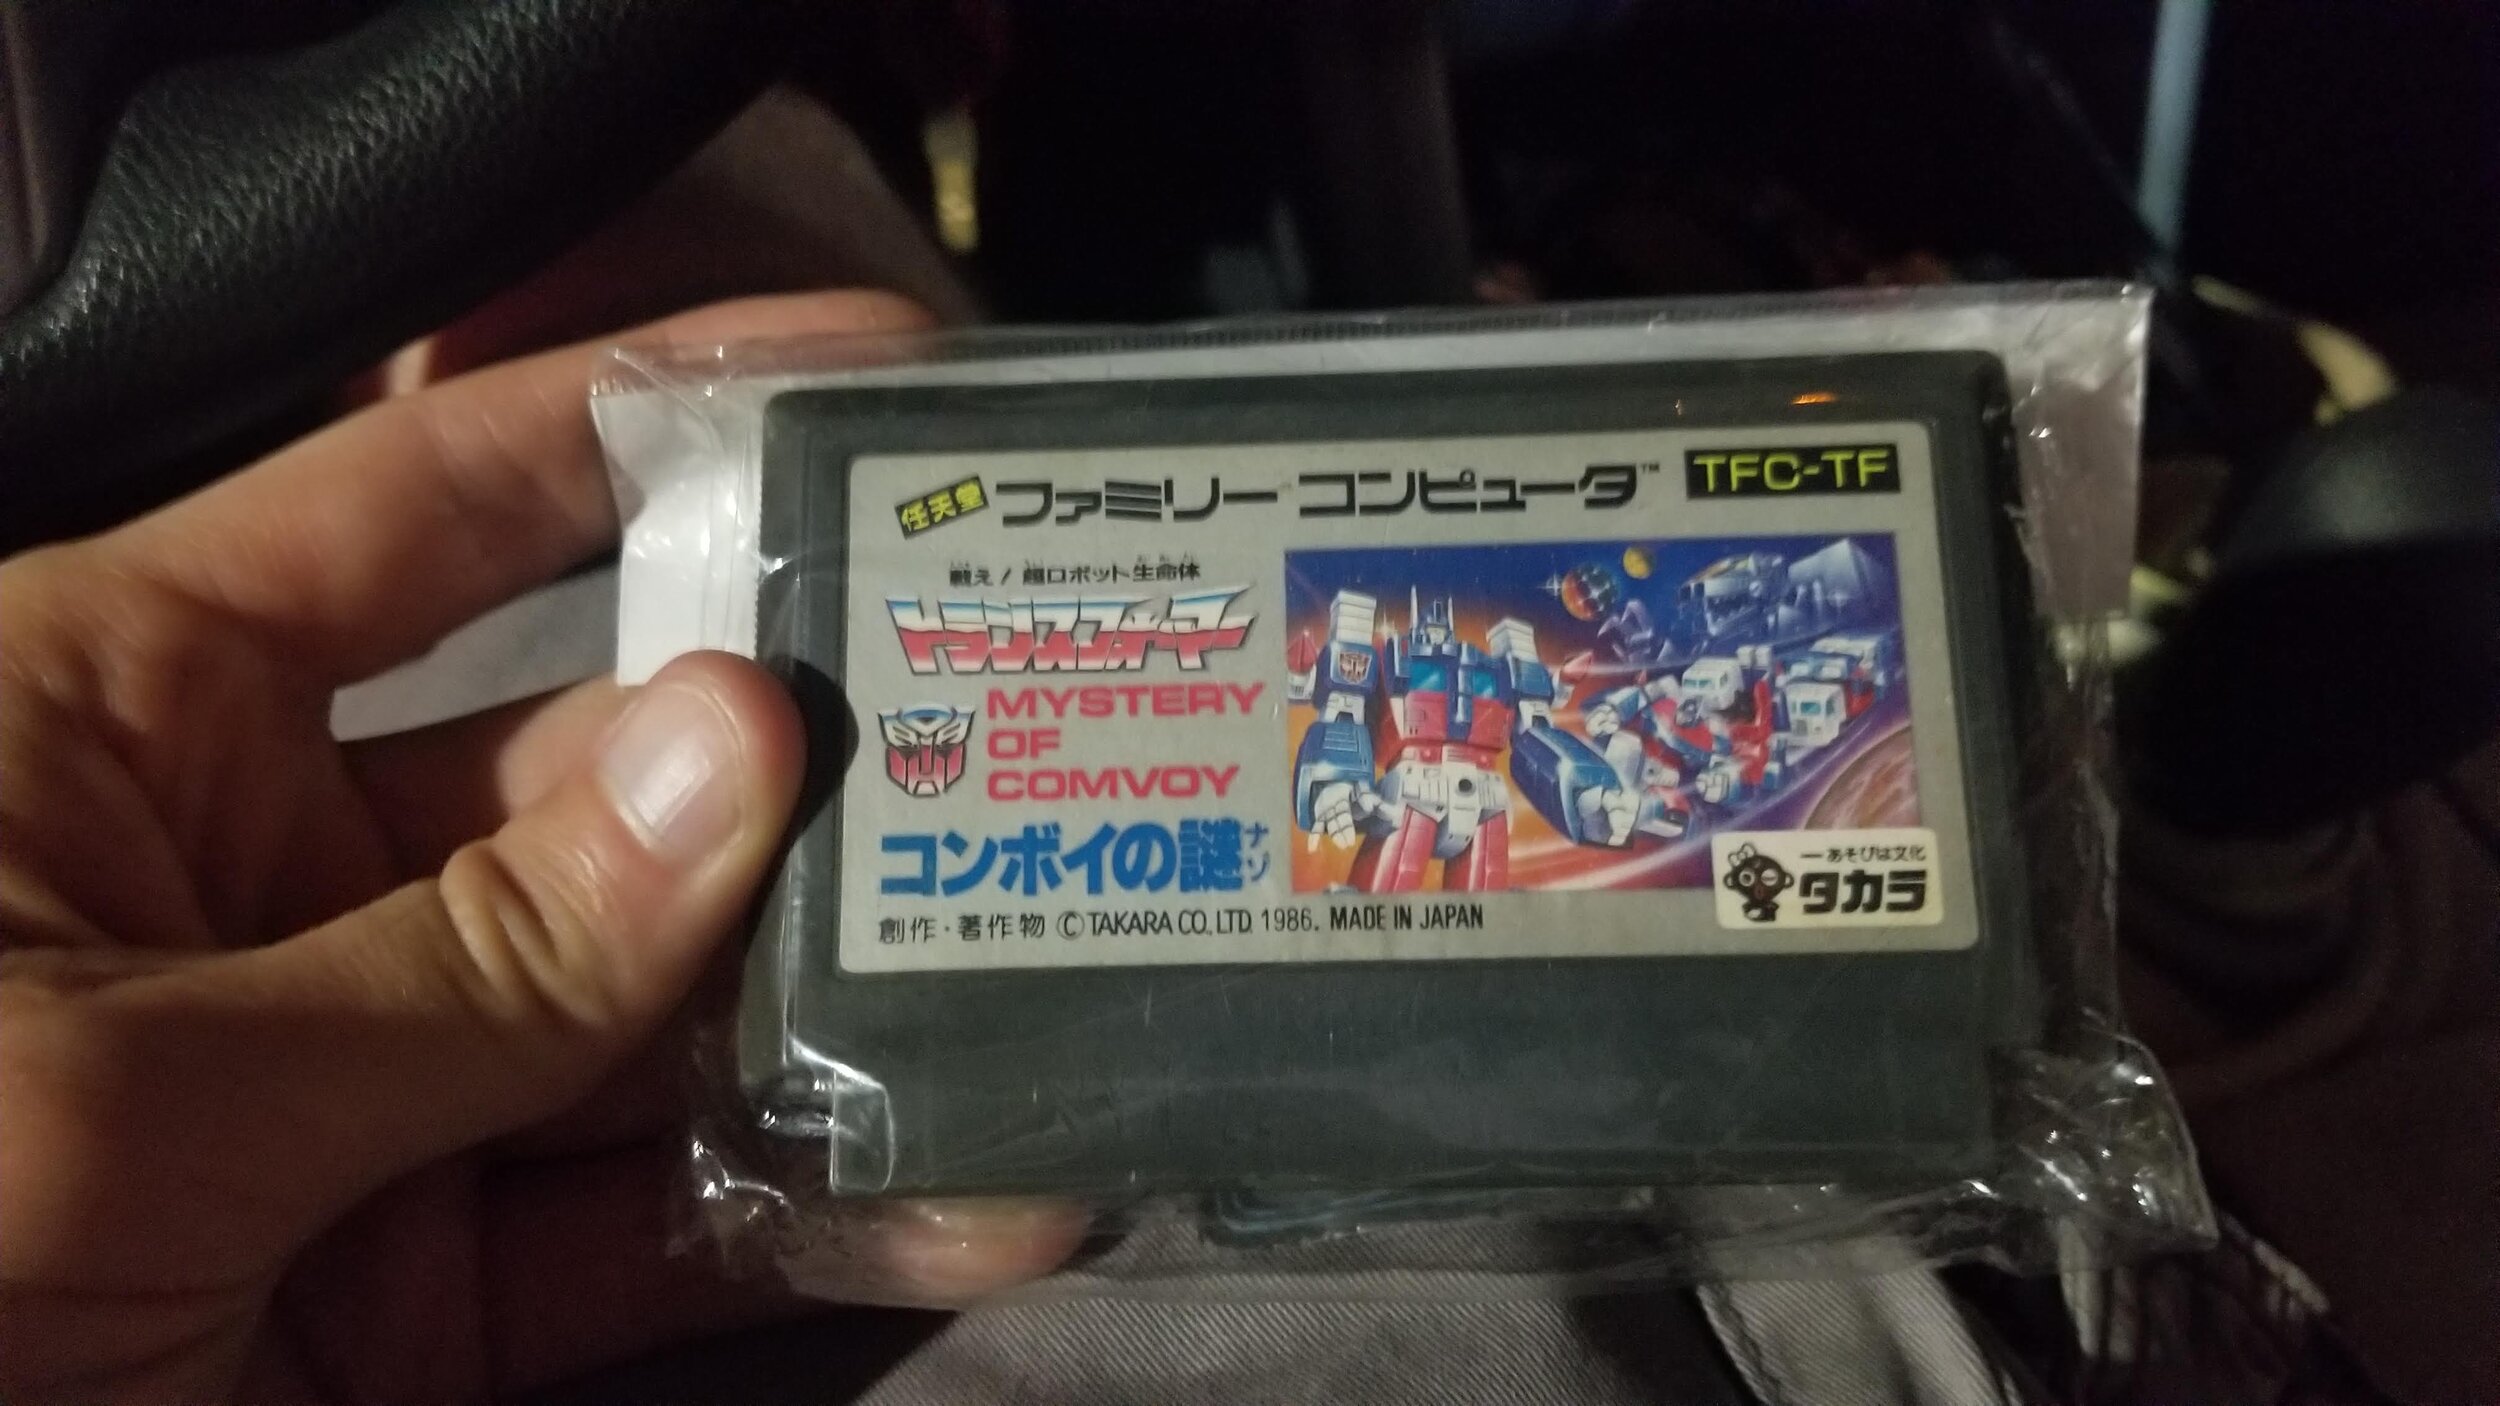 任天堂 ファミリー コンピュータ™ TFC-TF
戦え! 超ロボット生命体
トランスフォーマー
MYSTERY
OF
COMVOY
コンボイの謎 ナゾ
創作・著作物 ©TAKARA CO.,LTD. 1986. MADE IN JAPAN
ーあそびは文化
タカラ